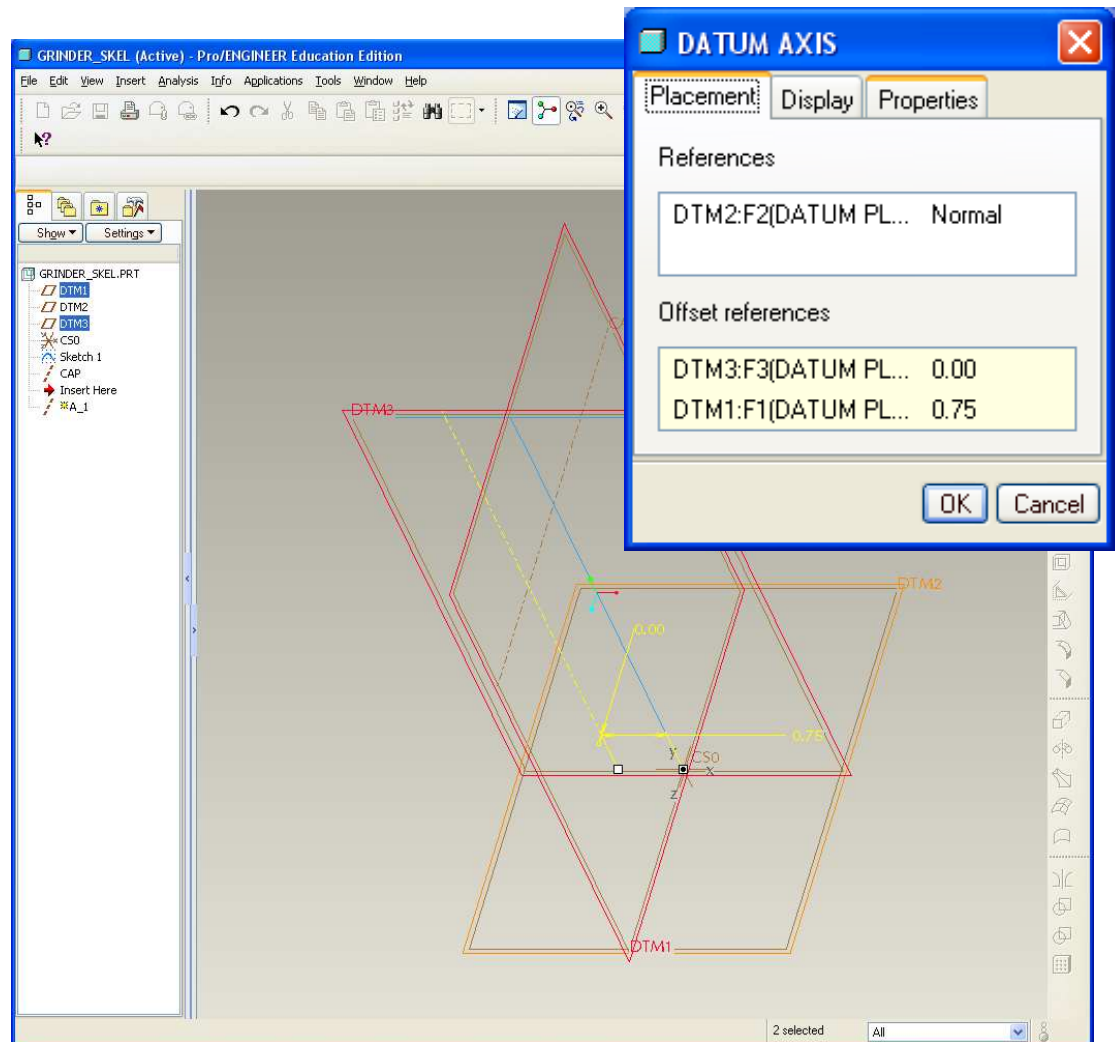 GRINDER_SKEL (Active) - Pro/ENGINEER Education Edition
File Edit View Insert Analysis Info Applications Tools Window Help
Show Settings
GRINDER_SKEL.PRT
DTM1
DTM2
DTM3
CS0
Sketch 1
CAP
Insert Here
A_1
DATUM AXIS
Placement Display Properties
References
DTM2:F2(DATUM PL... Normal
Offset references
DTM3:F3(DATUM PL... 0.00
DTM1:F1(DATUM PL... 0.75
OK Cancel
DTM3
DTM2
0.00
0.75
Y CS0
X
Z
DTM1
2 selected All